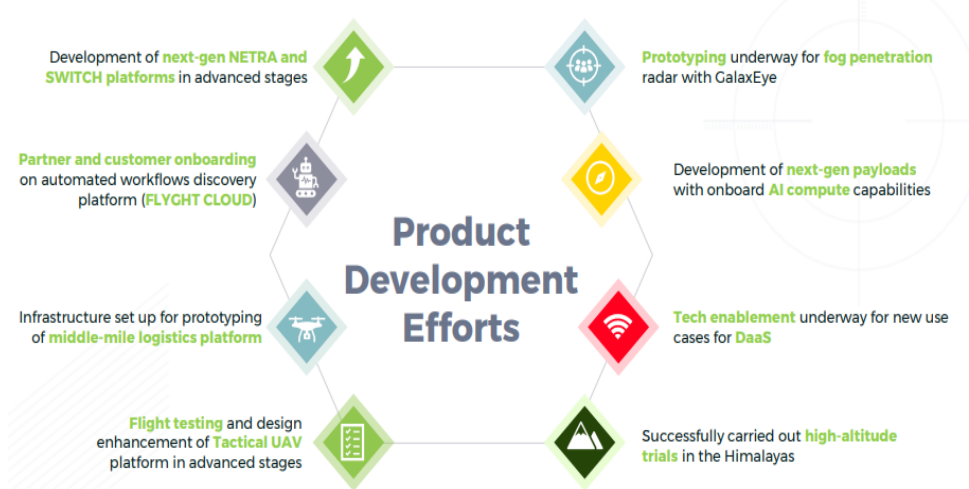 Development of next-gen NETRA and
SWITCH platforms in advanced stages
Partner and customer onboarding
on automated workflows discovery
platform (FLYGHT CLOUD)
Infrastructure set up for prototyping
of middle-mile logistics platform
Flight testing and design
enhancement of Tactical UAV
platform in advanced stages
Product
Development
Efforts
Prototyping underway for fog penetration
radar with GalaxEye
Development of next-gen payloads
with onboard AI compute capabilities
Tech enablement underway for new use
cases for DaaS
Successfully carried out high-altitude
trials in the Himalayas